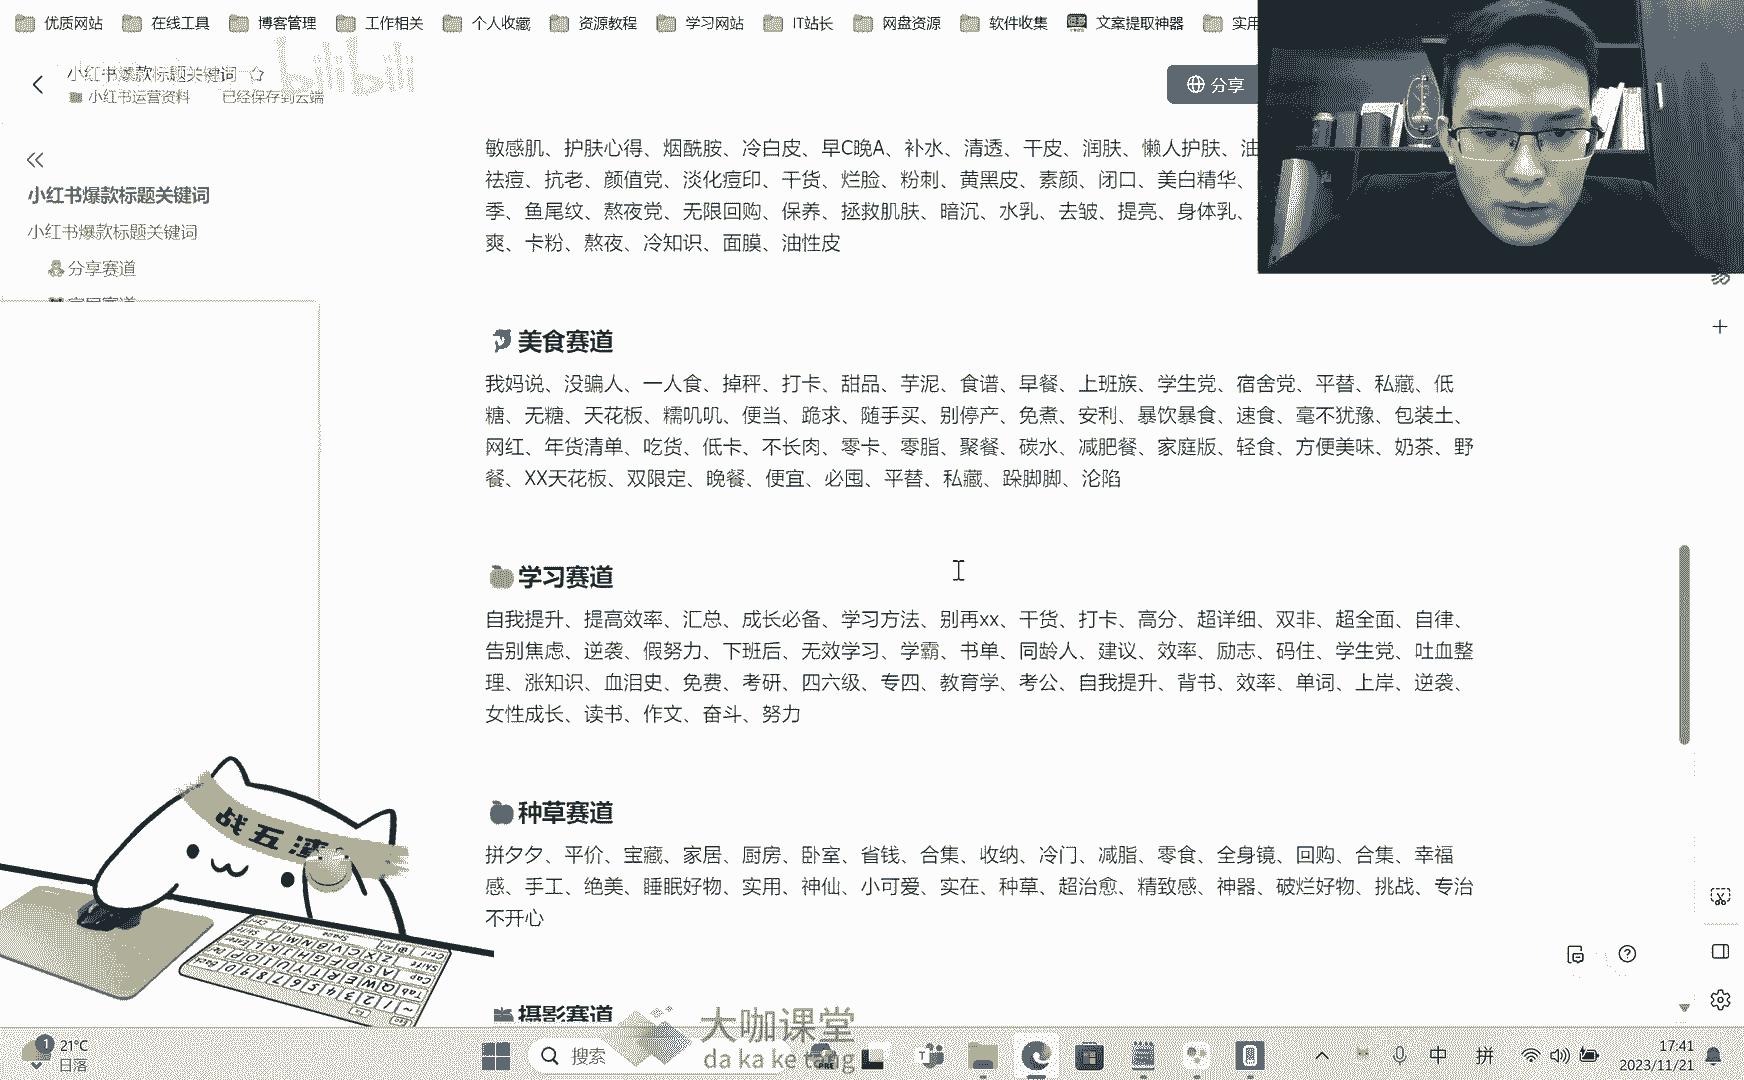 优质网站 在线工具 博客管理 工作相关 个人收藏 资源教程 学习网站 IT站长 网盘资源 软件收集 文案提取神器 实用
bilibili
小红书爆款标题关键词
小红书运营资料 已经保存到云端
分享
小红书爆款标题关键词
小红书爆款标题关键词
分享赛道
敏感肌、护肤心得、烟酰胺、冷白皮、早C晚A、补水、清透、干皮、润肤、懒人护肤、油
祛痘、抗老、颜值党、淡化痘印、干货、烂脸、粉刺、黄黑皮、素颜、闭口、美白精华、
季、鱼尾纹、熬夜党、无限回购、保养、拯救肌肤、暗沉、水乳、去皱、提亮、身体乳、
爽、卡粉、熬夜、冷知识、面膜、油性皮
美食赛道
我妈说、没骗人、一人食、掉秤、打卡、甜品、芋泥、食谱、早餐、上班族、学生党、宿舍党、平替、私藏、低
糖、无糖、天花板、糯叽叽、便当、跪求、随手买、别停产、免煮、安利、暴饮暴食、速食、毫不犹豫、包装土、
网红、年货清单、吃货、低卡、不长肉、零卡、零脂、聚餐、碳水、减肥餐、家庭版、轻食、方便美味、奶茶、野
餐、XX天花板、双限定、晚餐、便宜、必囤、平替、私藏、跺脚脚、沦陷
学习赛道
自我提升、提高效率、汇总、成长必备、学习方法、别再xx、干货、打卡、高分、超详细、双非、超全面、自律、
告别焦虑、逆袭、假努力、下班后、无效学习、学霸、书单、同龄人、建议、效率、励志、码住、学生党、吐血整
理、涨知识、血泪史、免费、考研、四六级、专四、教育学、考公、自我提升、背书、效率、单词、上岸、逆袭、
女性成长、读书、作文、奋斗、努力
种草赛道
拼夕夕、平价、宝藏、家居、厨房、卧室、省钱、合集、收纳、冷门、减脂、零食、全身镜、回购、合集、幸福
感、手工、绝美、睡眠好物、实用、神仙、小可爱、实在、种草、超治愈、精致感、神器、破烂好物、挑战、专治
不开心
摄影赛道
战五渣
大咖课堂
da ka ke tang
1 21°C
日落
搜索
中 拼
17:41
2023/11/21